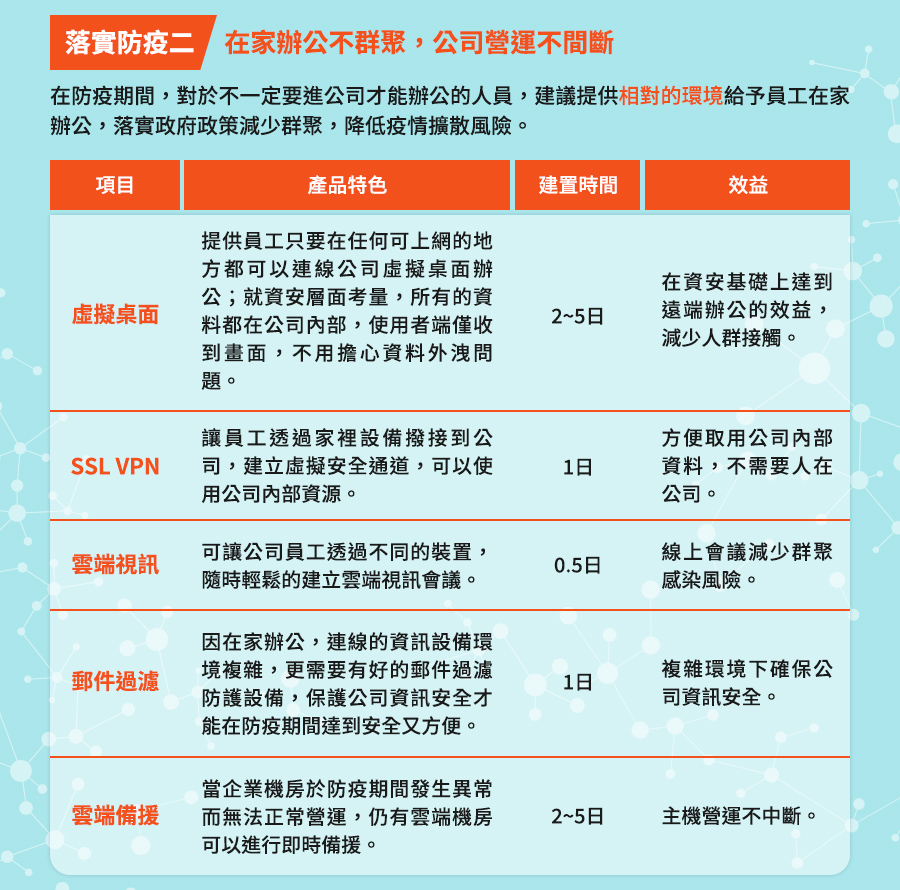 落實防疫二
在家辦公不群聚，公司營運不間斷
在防疫期間，對於不一定要進公司才能辦公的人員，建議提供相對的環境給予員工在家
辦公，落實政府政策減少群聚，降低疫情擴散風險。
項目
產品特色
建置時間
效益
虛擬桌面
提供員工只要在任何可上網的地
方都可以連線公司虛擬桌面辦
公；就資安層面考量，所有的資
料都在公司內部，使用者端僅收
到畫面，不用擔心資料外洩問
題。
2~5日
在資安基礎上達到
遠端辦公的效益，
減少人群接觸。
SSL VPN
讓員工透過家裡設備撥接到公
司，建立虛擬安全通道，可以使
用公司內部資源。
1日
方便取用公司內部
資料，不需要人在
公司。
雲端視訊
可讓公司員工透過不同的裝置，
隨時輕鬆的建立雲端視訊會議。
0.5日
線上會議減少群聚
感染風險。
郵件過濾
因在家辦公，連線的資訊設備環
境複雜，更需要有好的郵件過濾
防護設備，保護公司資訊安全才
能在防疫期間達到安全又方便。
1日
複雜環境下確保公
司資訊安全。
雲端備援
當企業機房於防疫期間發生異常
而無法正常營運，仍有雲端機房
可以進行即時備援。
2~5日
主機營運不中斷。